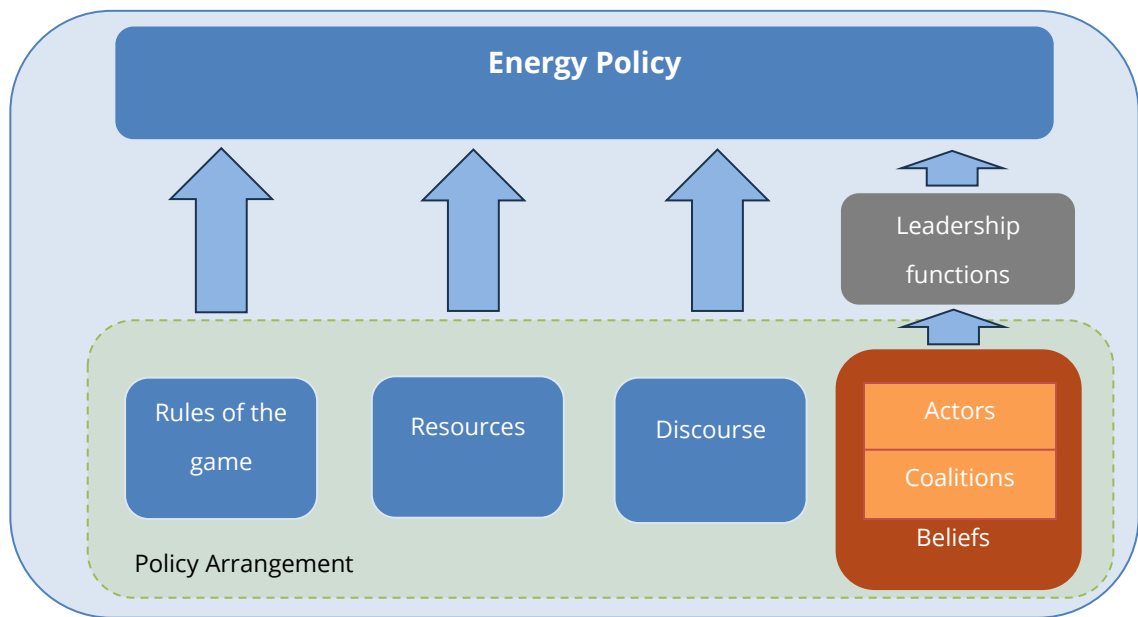 Energy Policy
Leadership
functions
Rules of the
game
Resources
Discourse
Actors
Coalitions
Beliefs
Policy Arrangement